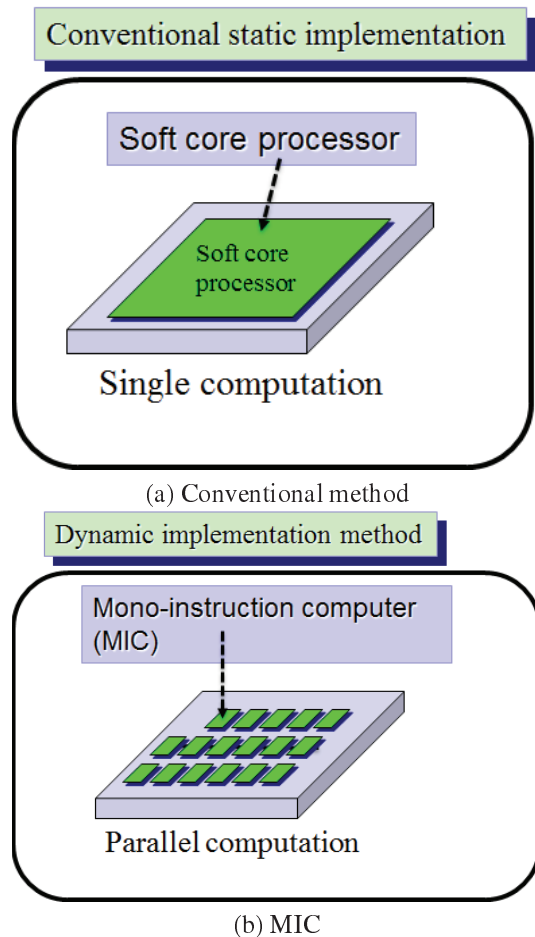 Conventional static implementation
Soft core processor
Soft core
processor
Single computation
(a) Conventional method
Dynamic implementation method
Mono-instruction computer
(MIC)
Parallel computation
(b) MIC